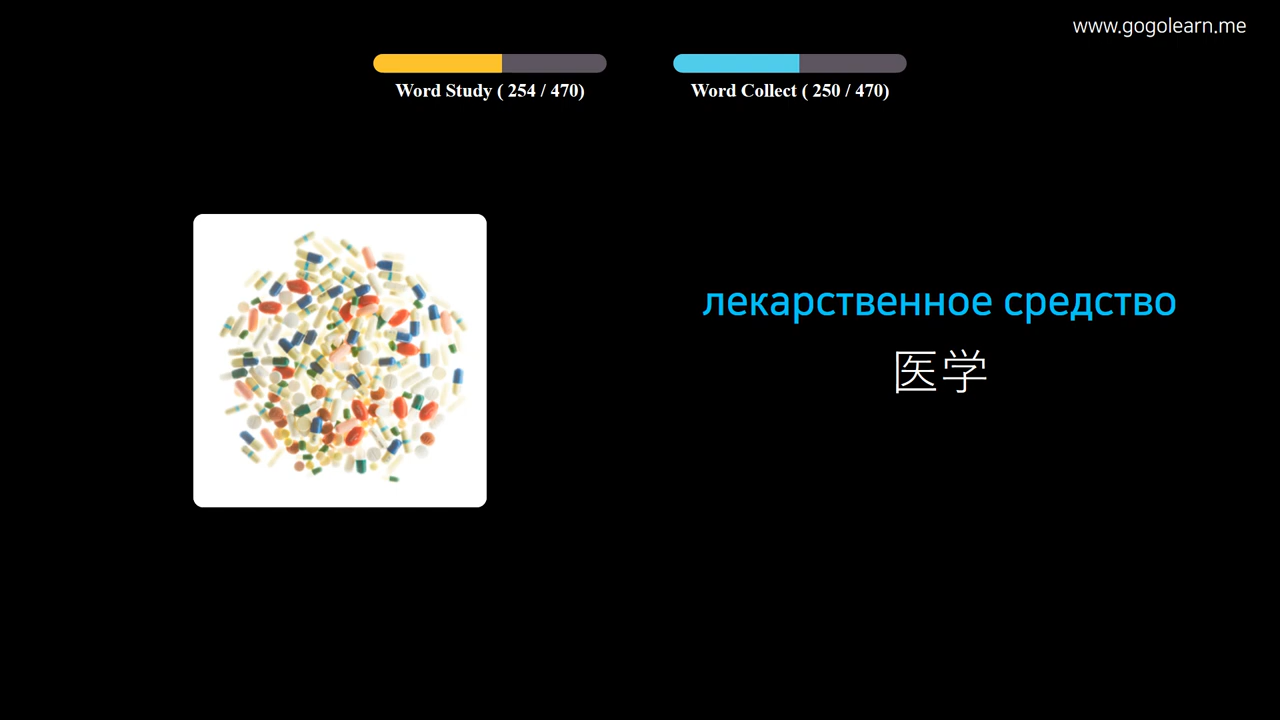 www.gogolearn.me
Word Study ( 254 / 470)
Word Collect ( 250 / 470)
лекарственное средство
医学